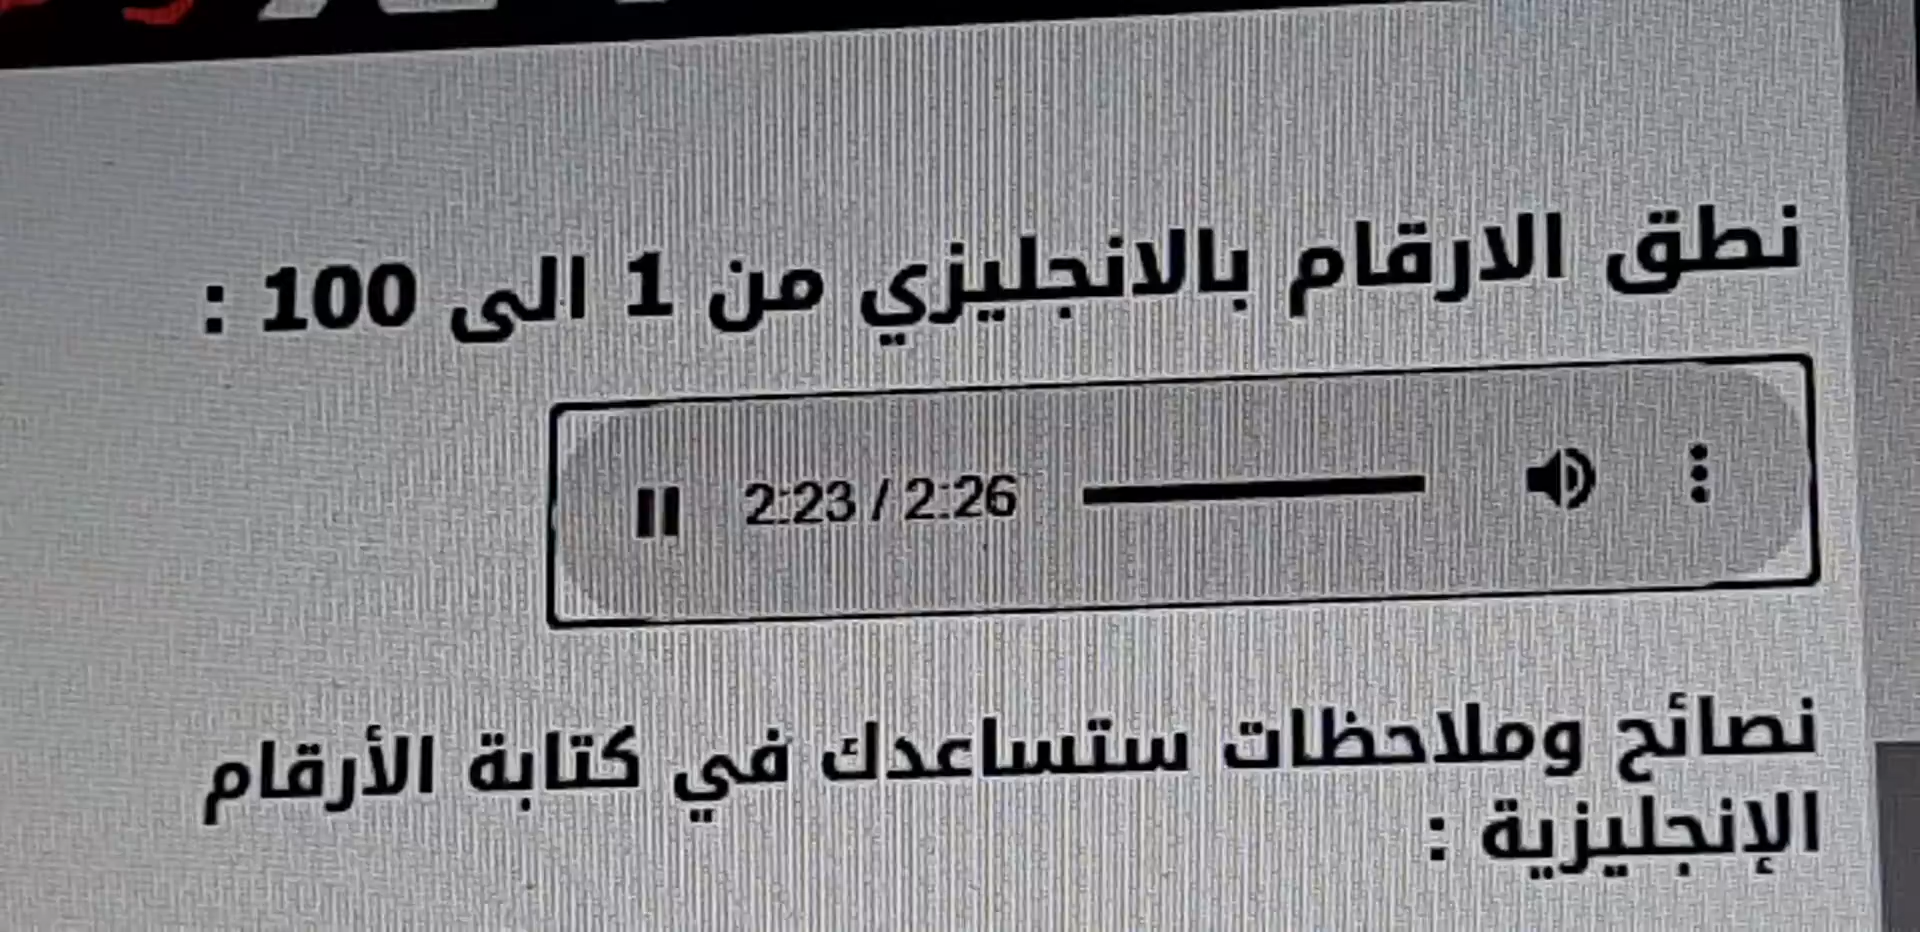 نطق الارقام بالانجليزي من 1 الى 100 :
2:23 / 2:26
نصائح وملاحظات ستساعدك في كتابة الأرقام
الإنجليزية :